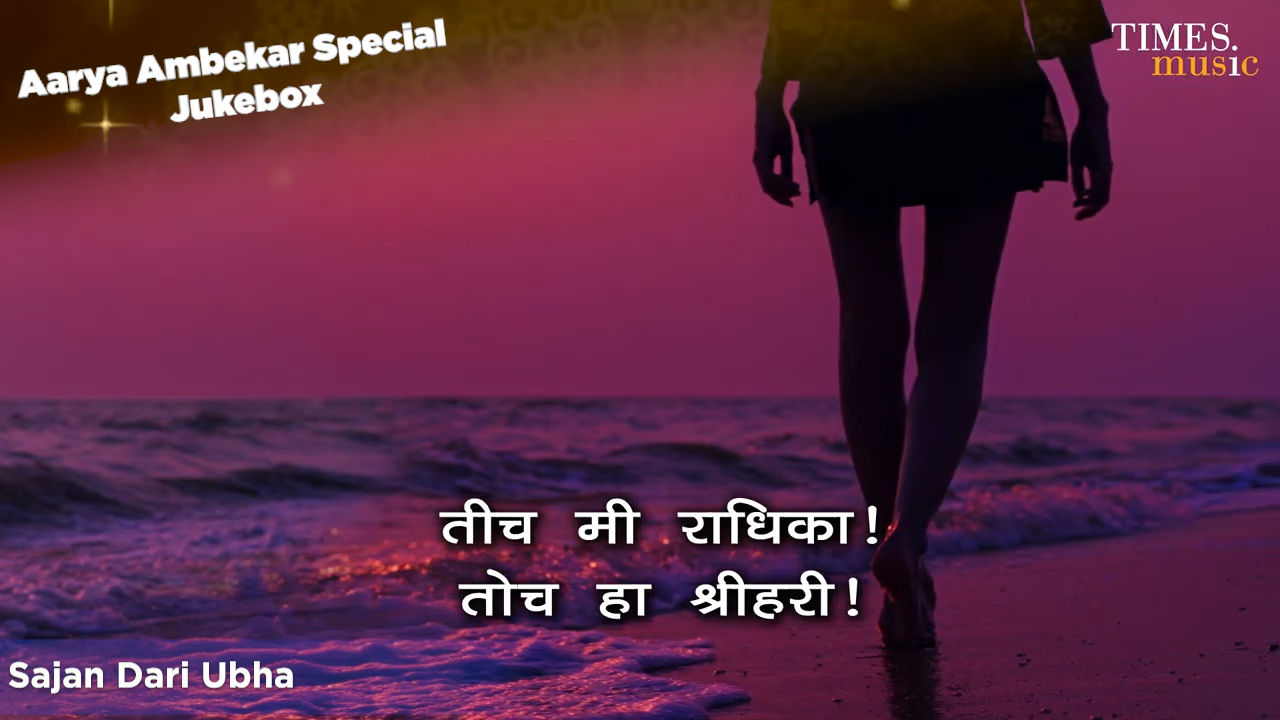 Aarya Ambekar Special
Jukebox
TIMES.
music
तीच मी राधिका!
तोच हा श्रीहरी!
Sajan Dari Ubha